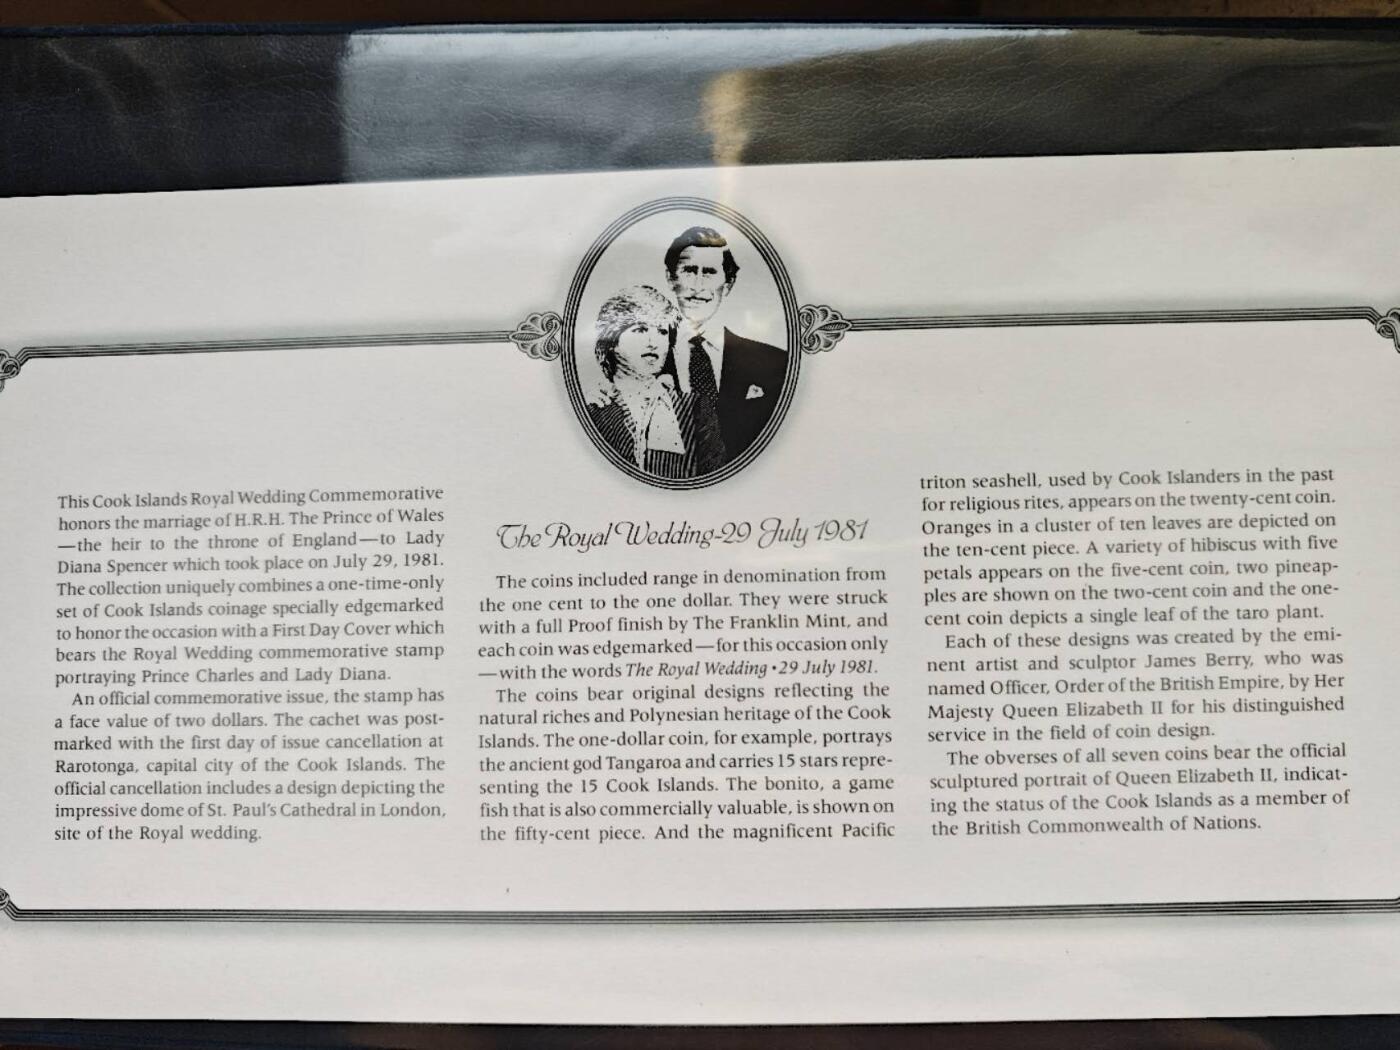 This Cook Islands Royal Wedding Commemorative
honors the marriage of H.R.H. The Prince of Wales
—the heir to the throne of England—to Lady
Diana Spencer which took place on July 29, 1981.
The collection uniquely combines a one-time-only
set of Cook Islands coinage specially edgemarked
to honor the occasion with a First Day Cover which
bears the Royal Wedding commemorative stamp
portraying Prince Charles and Lady Diana.
An official commemorative issue, the stamp has
a face value of two dollars. The cachet was post-
marked with the first day of issue cancellation at
Rarotonga, capital city of the Cook Islands. The
official cancellation includes a design depicting the
impressive dome of St. Paul's Cathedral in London,
site of the Royal wedding.
The Royal Wedding-29 July 1981
The coins included range in denomination from
the one cent to the one dollar. They were struck
with a full Proof finish by The Franklin Mint, and
each coin was edgemarked—for this occasion only
—with the words The Royal Wedding • 29 July 1981.
The coins bear original designs reflecting the
natural riches and Polynesian heritage of the Cook
Islands. The one-dollar coin, for example, portrays
the ancient god Tangaroa and carries 15 stars repre-
senting the 15 Cook Islands. The bonito, a game
fish that is also commercially valuable, is shown on
the fifty-cent piece. And the magnificent Pacific
triton seashell, used by Cook Islanders in the past
for religious rites, appears on the twenty-cent coin.
Oranges in a cluster of ten leaves are depicted on
the ten-cent piece. A variety of hibiscus with five
petals appears on the five-cent coin, two pineap-
ples are shown on the two-cent coin and the one-
cent coin depicts a single leaf of the taro plant.
Each of these designs was created by the emi-
nent artist and sculptor James Berry, who was
named Officer, Order of the British Empire, by Her
Majesty Queen Elizabeth II for his distinguished
service in the field of coin design.
The obverses of all seven coins bear the official
sculptured portrait of Queen Elizabeth II, indicat-
ing the status of the Cook Islands as a member of
the British Commonwealth of Nations.